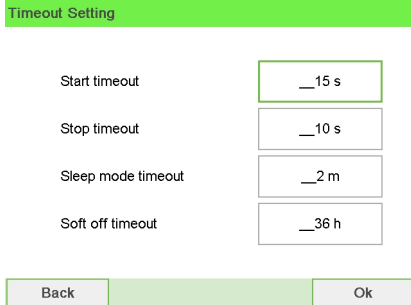 Timeout Setting
Start timeout __15 s
Stop timeout __10 s
Sleep mode timeout __2 m
Soft off timeout __36 h
Back Ok